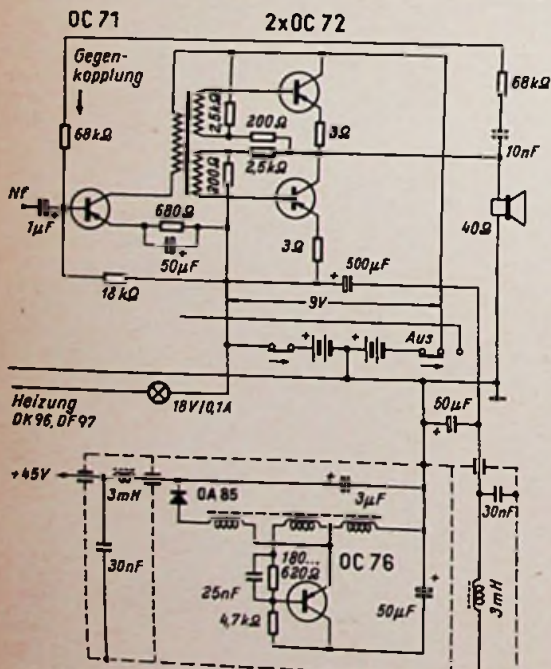 OC 71
2xOC 72
Gegen-
kopplung
68kΩ
2,5kΩ
200Ω
3Ω
68kΩ
10nF
200Ω
2,5kΩ
Nf
1µF
+
680Ω
50µF
+
3Ω
40Ω
18kΩ
+
500µF
9V
+
+
Aus
Heizung
DK96, DF97
18V/0,1A
50µF
+
+45V
3mH
OA 85
+
3µF
30nF
30nF
180...
620Ω
OC 76
25nF
4,7kΩ
+
50µF
3mH